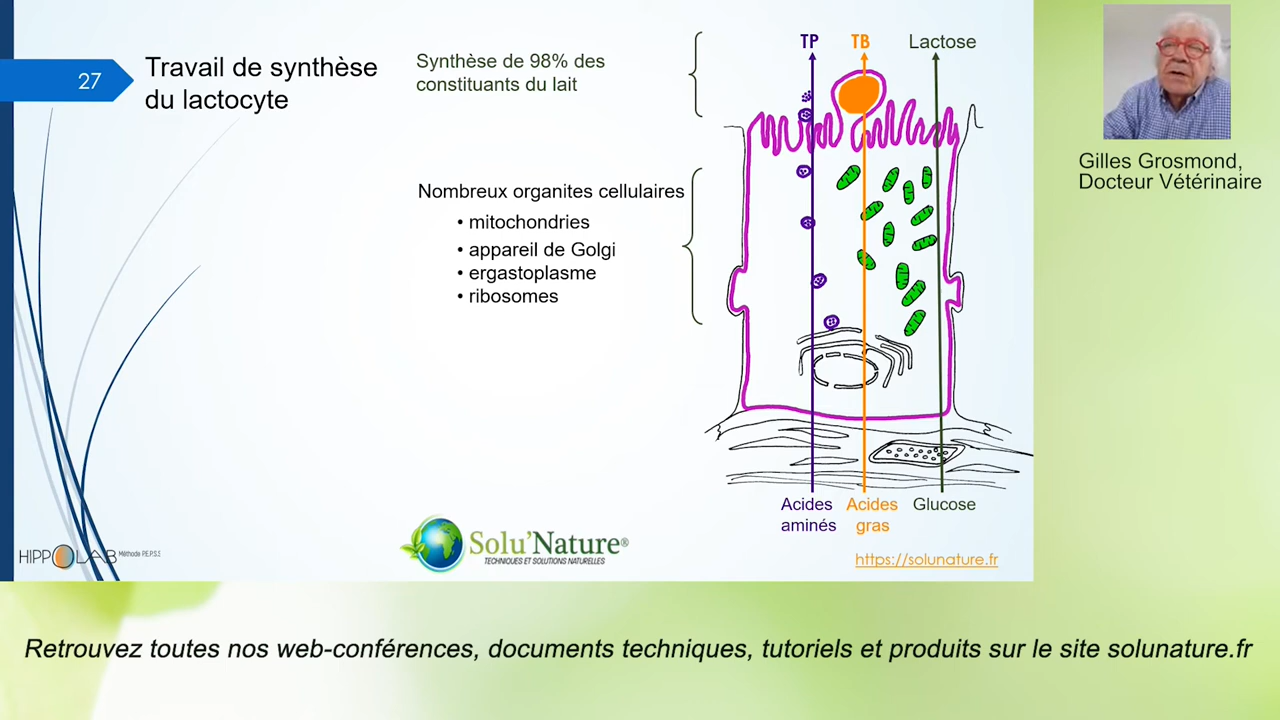 27
Travail de synthèse
du lactocyte
Synthèse de 98% des
constituants du lait
TP
TB
Lactose
Nombreux organites cellulaires
• mitochondries
• appareil de Golgi
• ergastoplasme
• ribosomes
Acides
aminés
Acides
gras
Glucose
HIPPOLAB Méthode P.E.P.S.S
Solu'Nature®
TECHNIQUES ET SOLUTIONS NATURELLES
https://solunature.fr
Gilles Grosmond,
Docteur Vétérinaire
Retrouvez toutes nos web-conférences, documents techniques, tutoriels et produits sur le site solunature.fr